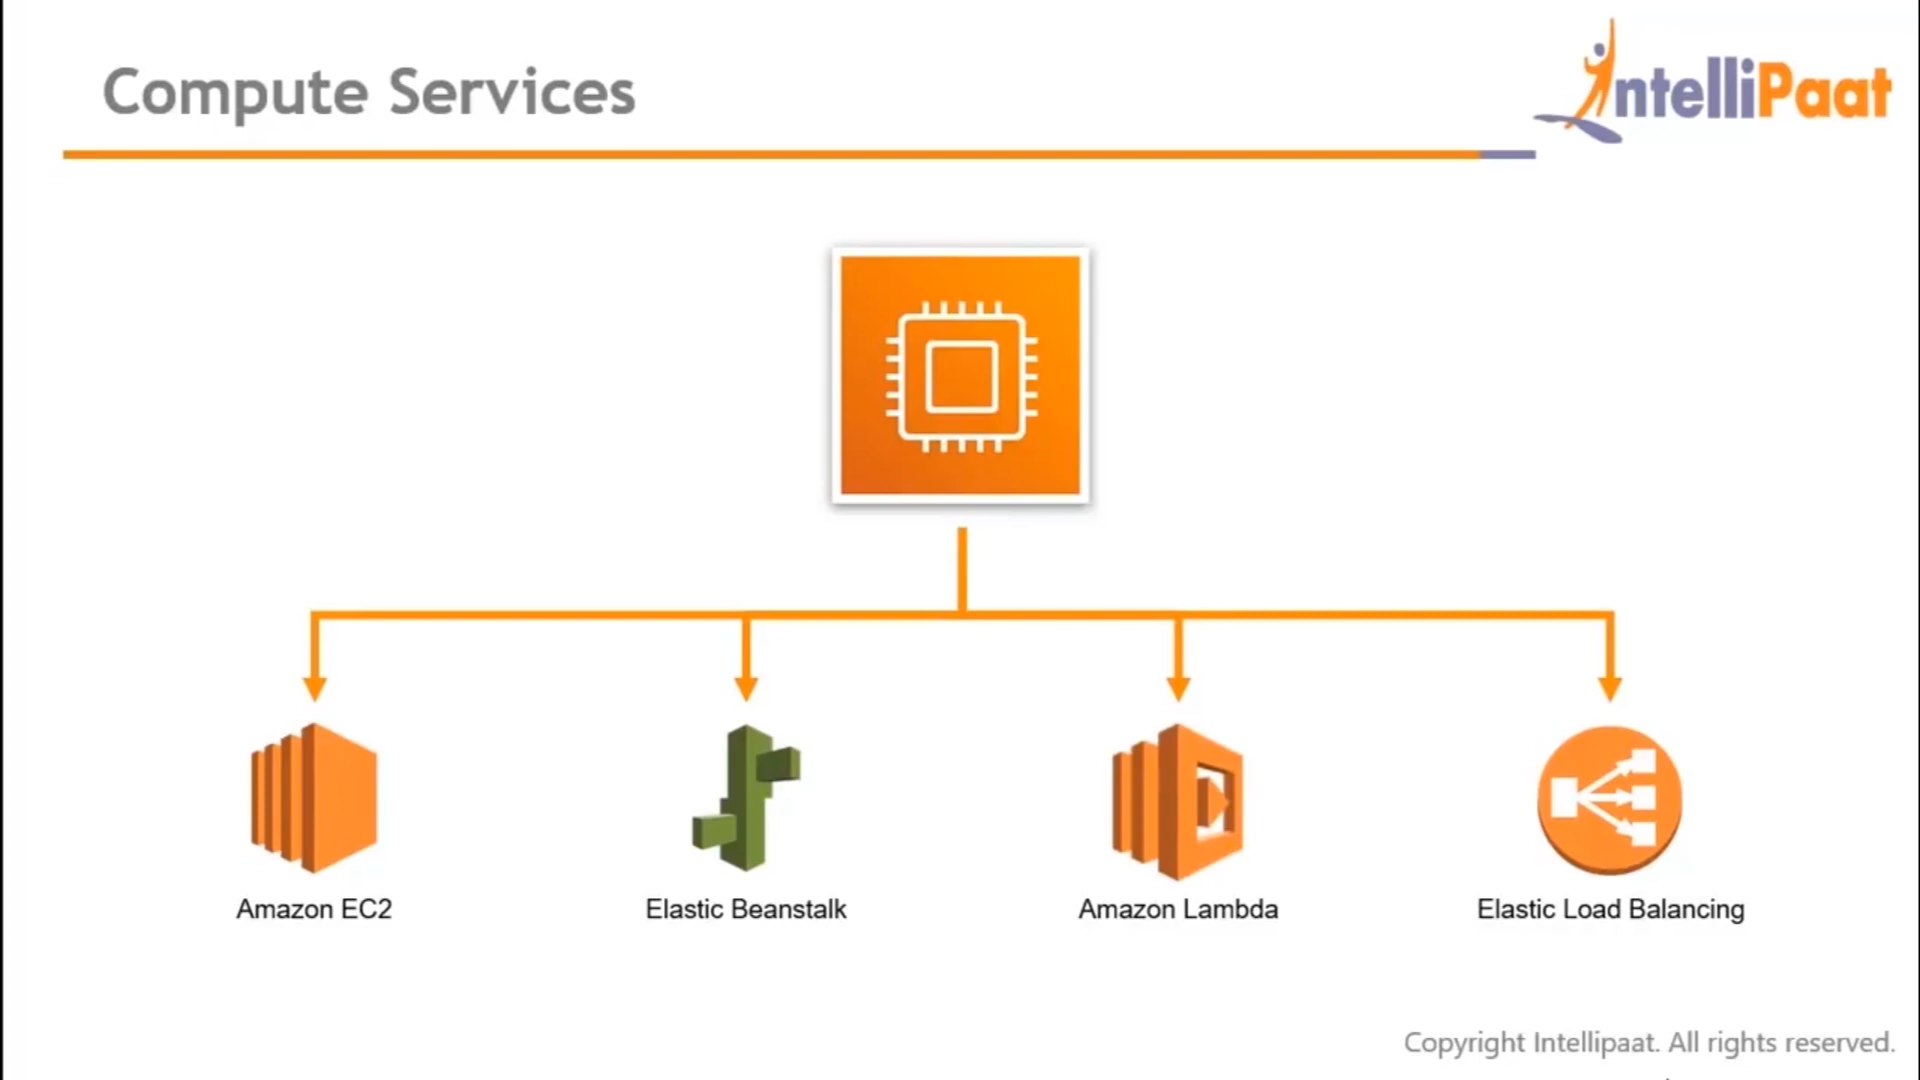 Compute Services
IntelliPaat
Amazon EC2
Elastic Beanstalk
Amazon Lambda
Elastic Load Balancing
Copyright Intellipaat. All rights reserved.